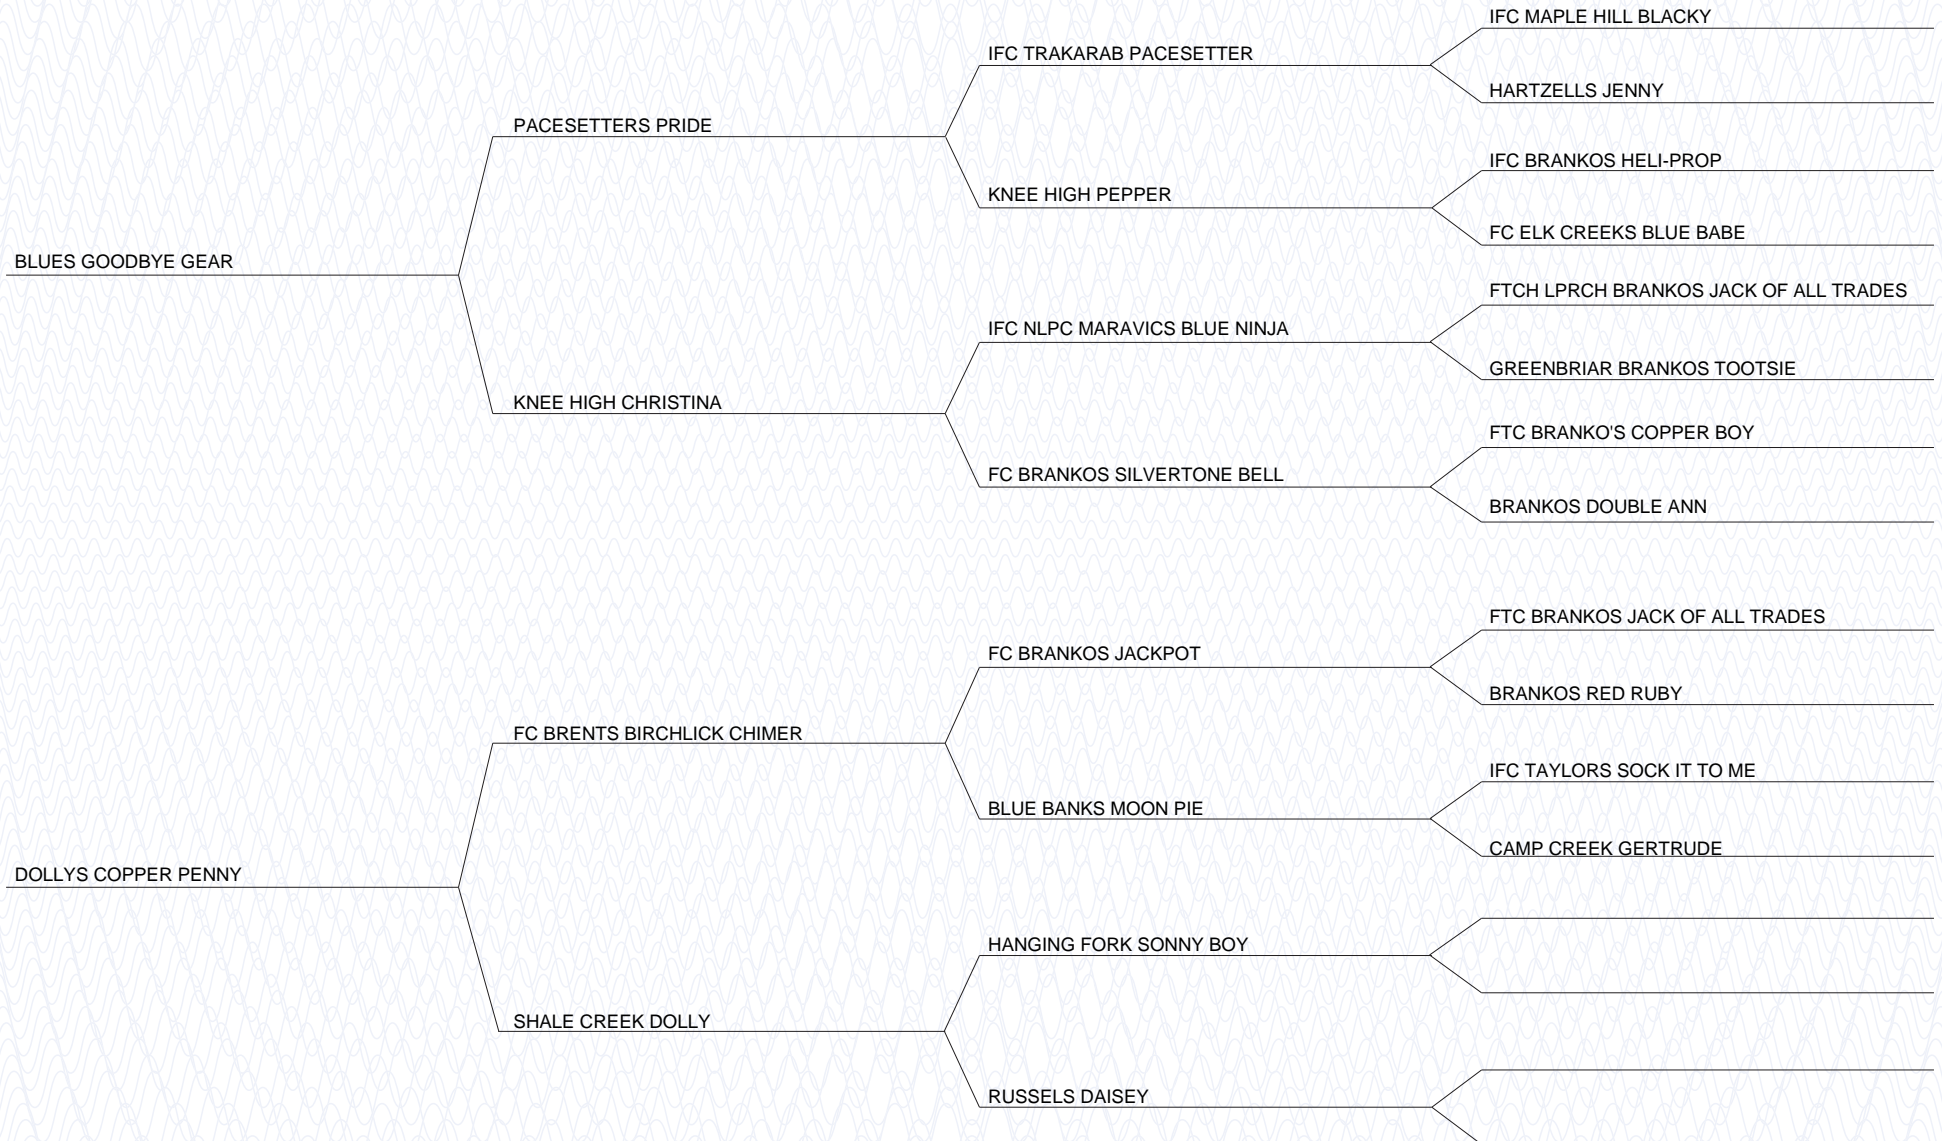 IFC MAPLE HILL BLACKY
IFC TRAKARAB PACESETTER
HARTZELLS JENNY
PACESETTERS PRIDE
IFC BRANKOS HELI-PROP
KNEE HIGH PEPPER
FC ELK CREEKS BLUE BABE
BLUES GOODBYE GEAR
FTCH LPRCH BRANKOS JACK OF ALL TRADES
IFC NLPC MARAVICS BLUE NINJA
GREENBRIAR BRANKOS TOOTSIE
KNEE HIGH CHRISTINA
FTC BRANKO'S COPPER BOY
FC BRANKOS SILVERTONE BELL
BRANKOS DOUBLE ANN
FTC BRANKOS JACK OF ALL TRADES
FC BRANKOS JACKPOT
BRANKOS RED RUBY
FC BRENTS BIRCHLICK CHIMER
IFC TAYLORS SOCK IT TO ME
BLUE BANKS MOON PIE
CAMP CREEK GERTRUDE
DOLLYS COPPER PENNY
HANGING FORK SONNY BOY
SHALE CREEK DOLLY
RUSSELS DAISEY